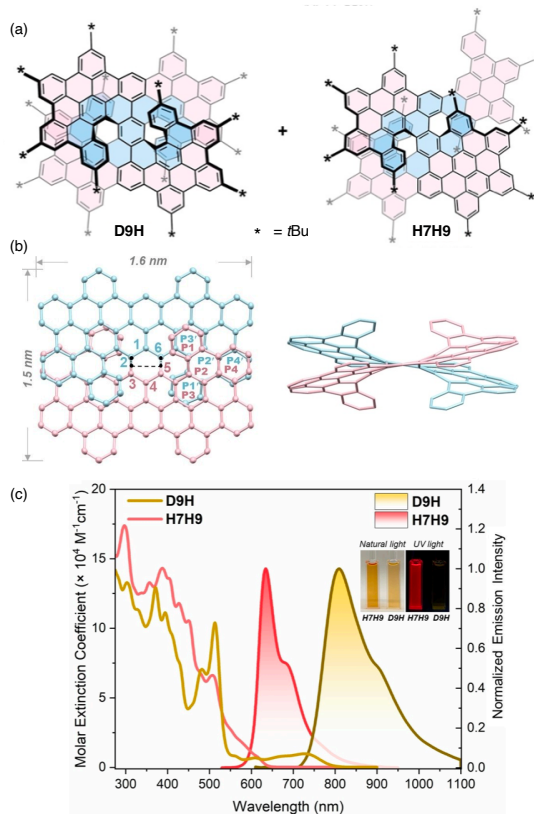 (a)
*
*
*
*
*
*
*
*
*
*
*
*
+
*
*
*
*
*
*
*
*
*
*
*
*
D9H
* = tBu
H7H9
(b)
1.6 nm
1.5 nm
1
6
2
3
4
5
P3'
P1
P2'
P2
P4'
P4
P1'
P3
(c)
D9H
H7H9
D9H
H7H9
Natural light
UV light
H7H9 D9H H7H9 D9H
Molar Extinction Coefficient (× 10⁴ M⁻¹cm⁻¹)
20
15
10
5
0
Normalized Emission Intensity
1.4
1.2
1.0
0.8
0.6
0.4
0.2
0.0
300 400 500 600 700 800 900 1000 1100
Wavelength (nm)